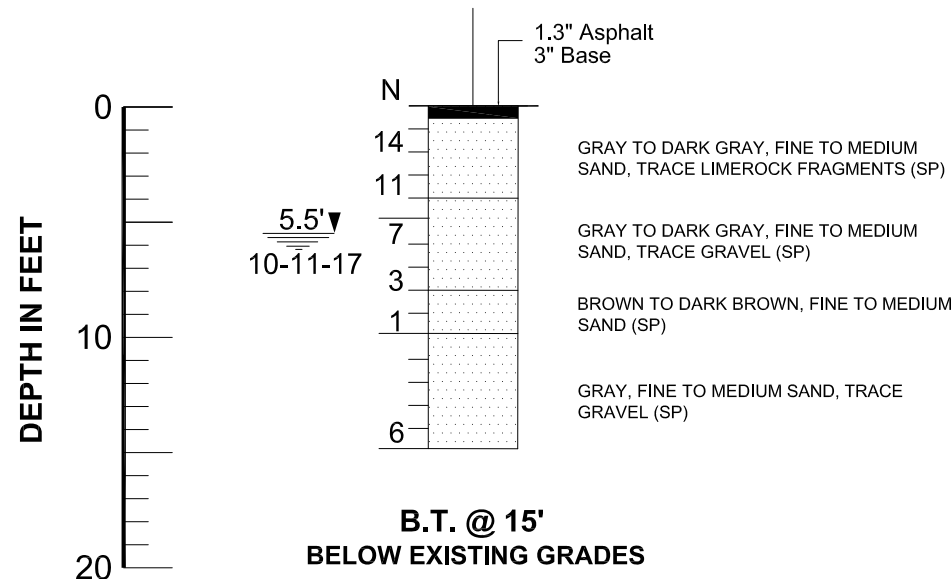 1.3" Asphalt
3" Base
N
0
14
GRAY TO DARK GRAY, FINE TO MEDIUM
SAND, TRACE LIMEROCK FRAGMENTS (SP)
11
5.5'
7
GRAY TO DARK GRAY, FINE TO MEDIUM
SAND, TRACE GRAVEL (SP)
10-11-17
3
BROWN TO DARK BROWN, FINE TO MEDIUM
SAND (SP)
1
10
DEPTH IN FEET
GRAY, FINE TO MEDIUM SAND, TRACE
GRAVEL (SP)
6
B.T. @ 15'
BELOW EXISTING GRADES
20